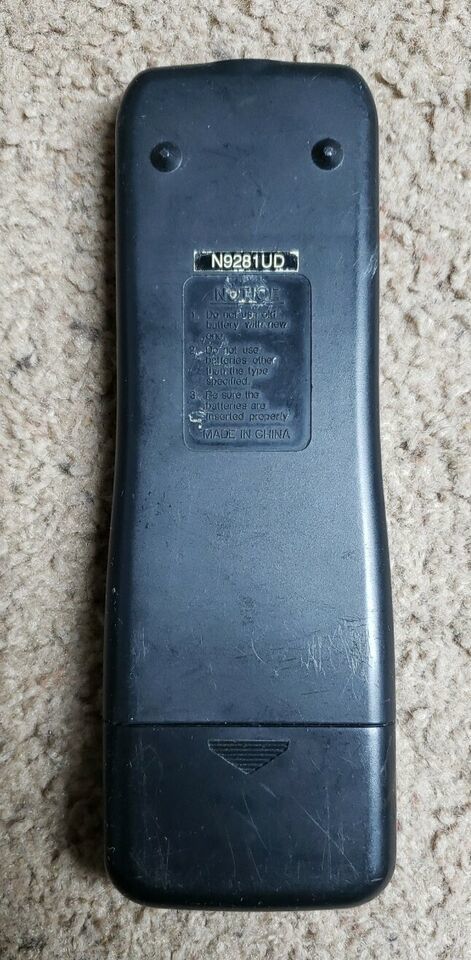 N9281UD
NOTICE
1. Do not use old
battery with new
one.
2. Do not use
batteries other
than the type
specified.
3. Be sure the
batteries are
inserted properly
MADE IN CHINA